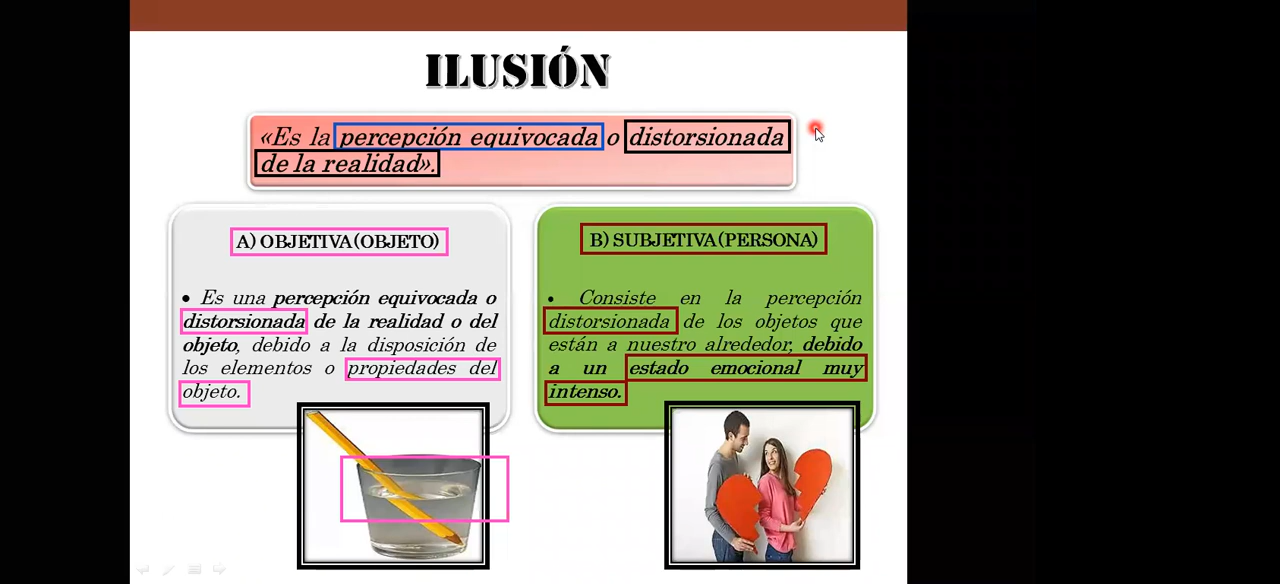 ILUSIÓN
«Es la percepción equivocada o distorsionada
de la realidad».
A) OBJETIVA(OBJETO)
• Es una percepción equivocada o
distorsionada de la realidad o del
objeto, debido a la disposición de
los elementos o propiedades del
objeto.
B) SUBJETIVA(PERSONA)
• Consiste en la percepción
distorsionada de los objetos que
están a nuestro alrededor, debido
a un estado emocional muy
intenso.